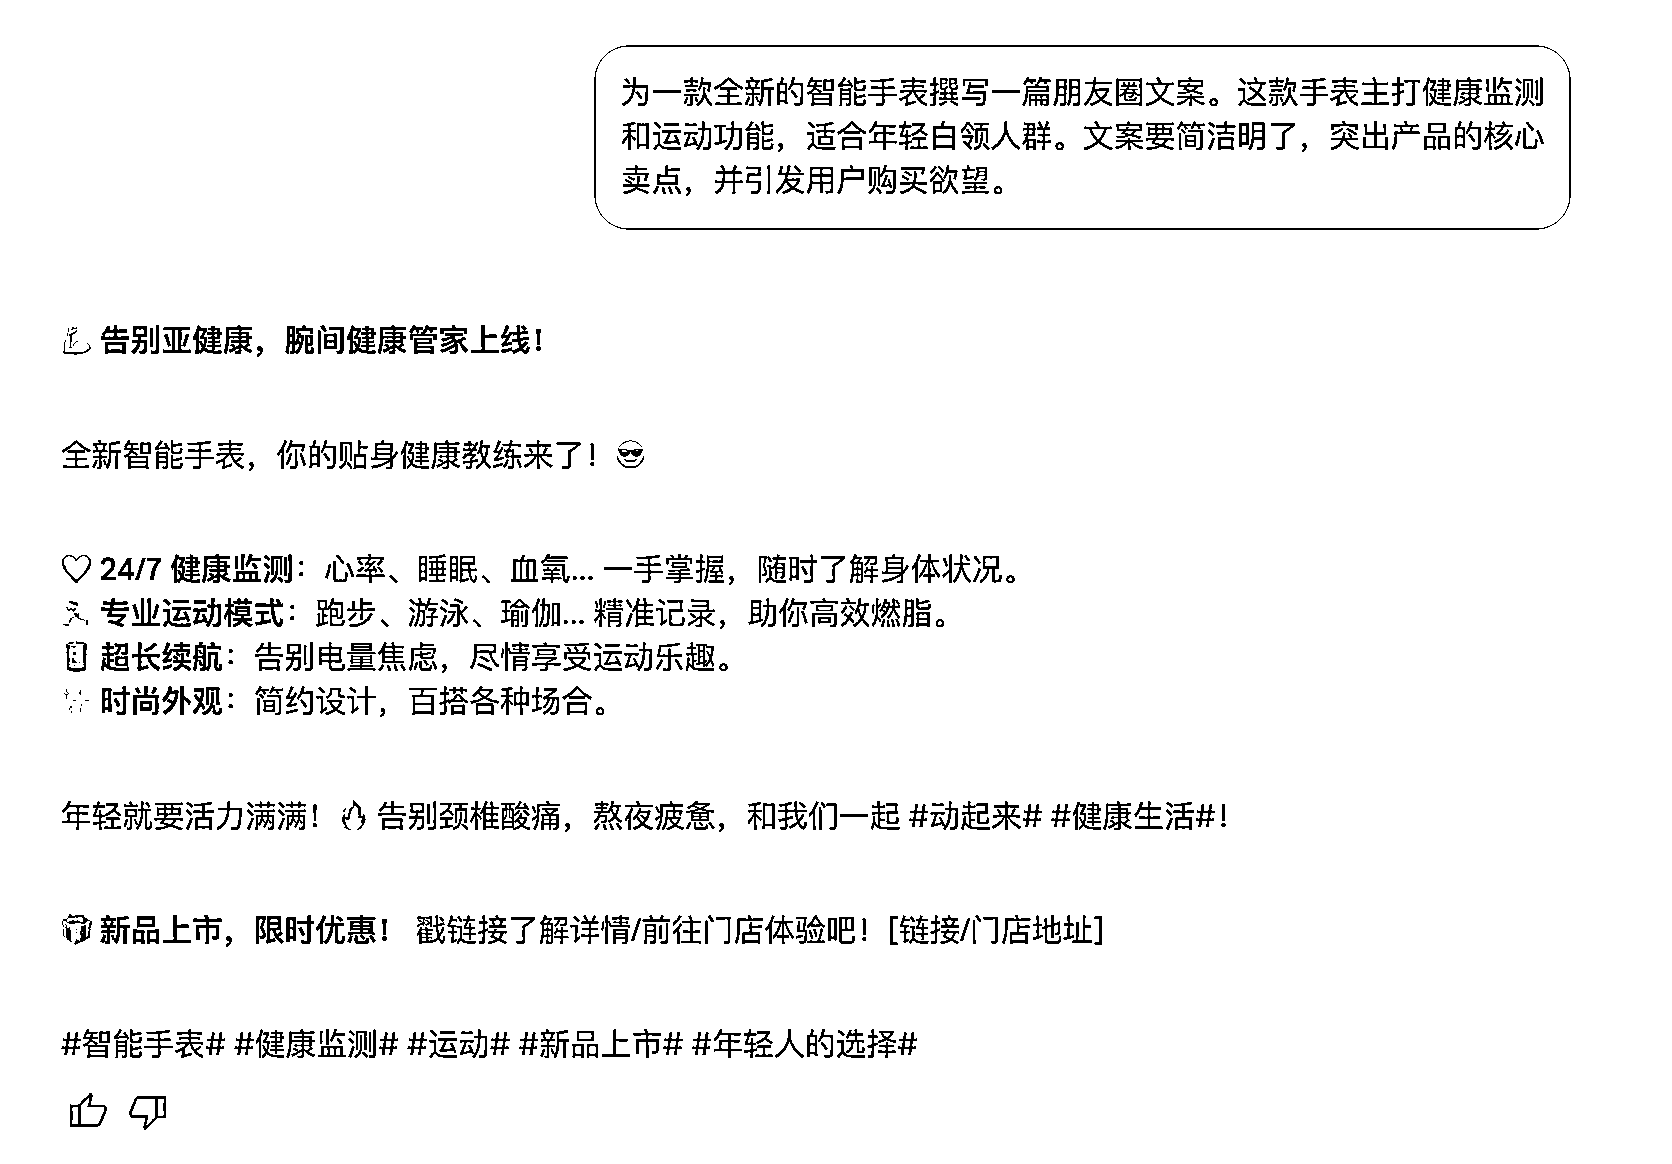 为一款全新的智能手表撰写一篇朋友圈文案。这款手表主打健康监测
和运动功能，适合年轻白领人群。文案要简洁明了，突出产品的核心
卖点，并引发用户购买欲望。
💪 告别亚健康，腕间健康管家上线！
全新智能手表，你的贴身健康教练来了！😎
♡ 24/7 健康监测：心率、睡眠、血氧... 一手掌握，随时了解身体状况。
🏃 专业运动模式：跑步、游泳、瑜伽... 精准记录，助你高效燃脂。
🔋 超长续航：告别电量焦虑，尽情享受运动乐趣。
✨ 时尚外观：简约设计，百搭各种场合。
年轻就要活力满满！🔥 告别颈椎酸痛，熬夜疲惫，和我们一起 #动起来# #健康生活#！
🎁 新品上市，限时优惠！ 戳链接了解详情/前往门店体验吧！[链接/门店地址]
#智能手表# #健康监测# #运动# #新品上市# #年轻人的选择#